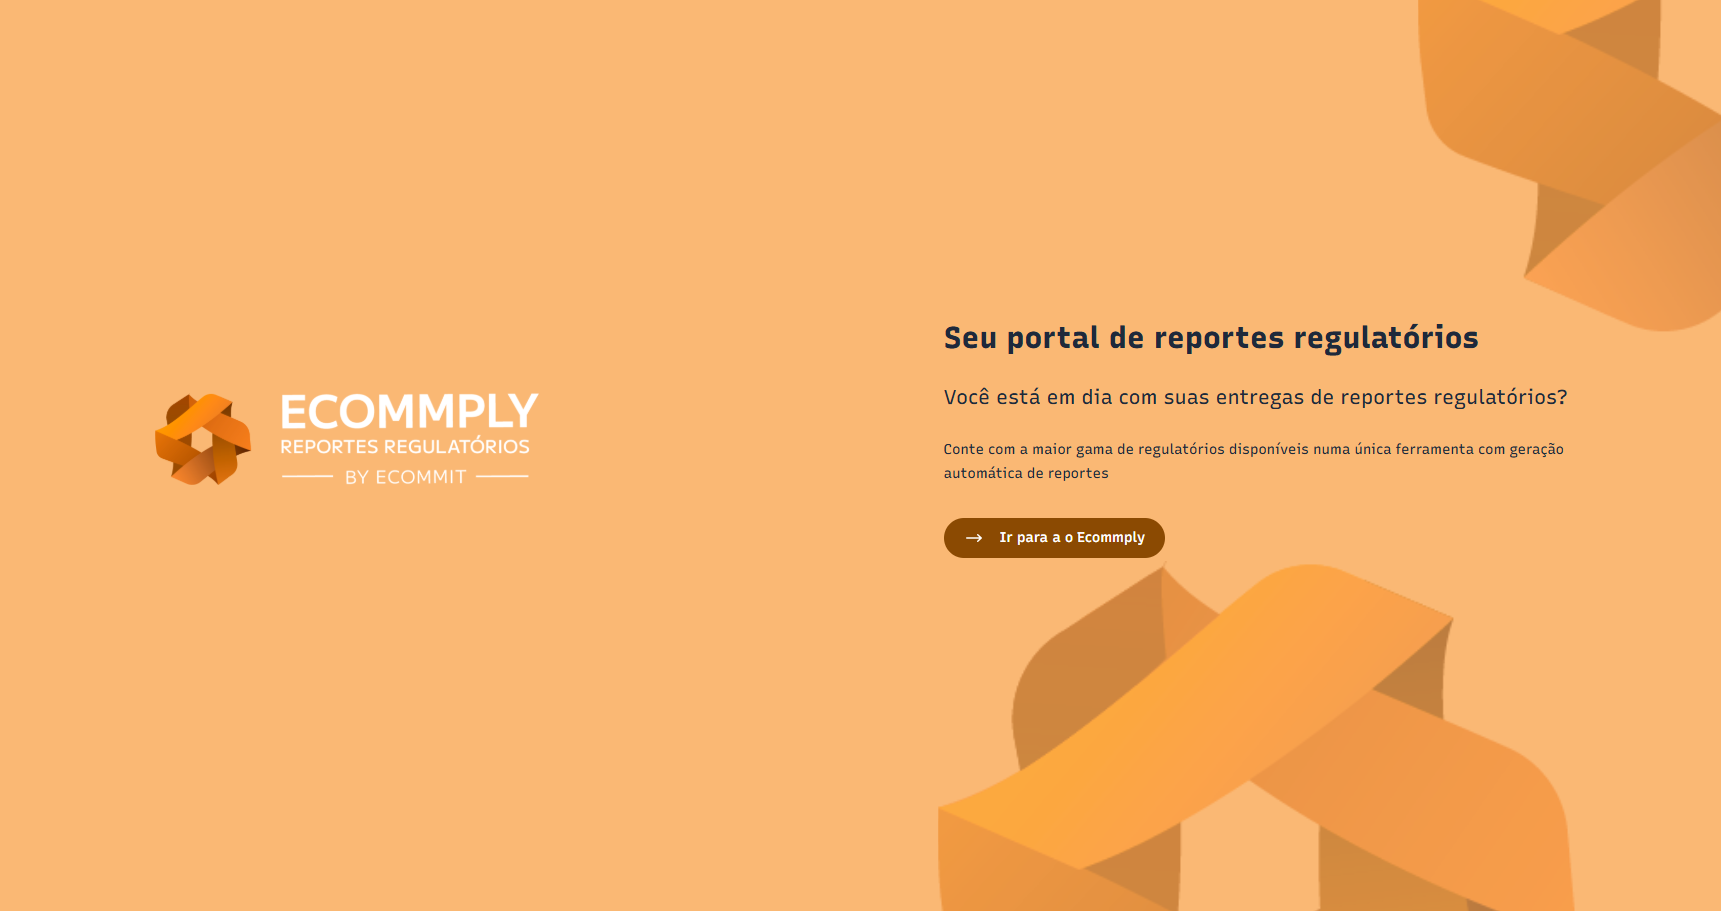 ECOMMPLY
REPORTES REGULATÓRIOS
BY ECOMMIT
Seu portal de reportes regulatórios
Você está em dia com suas entregas de reportes regulatórios?
Conte com a maior gama de regulatórios disponíveis numa única ferramenta com geração
automática de reportes
Ir para a o Ecommply